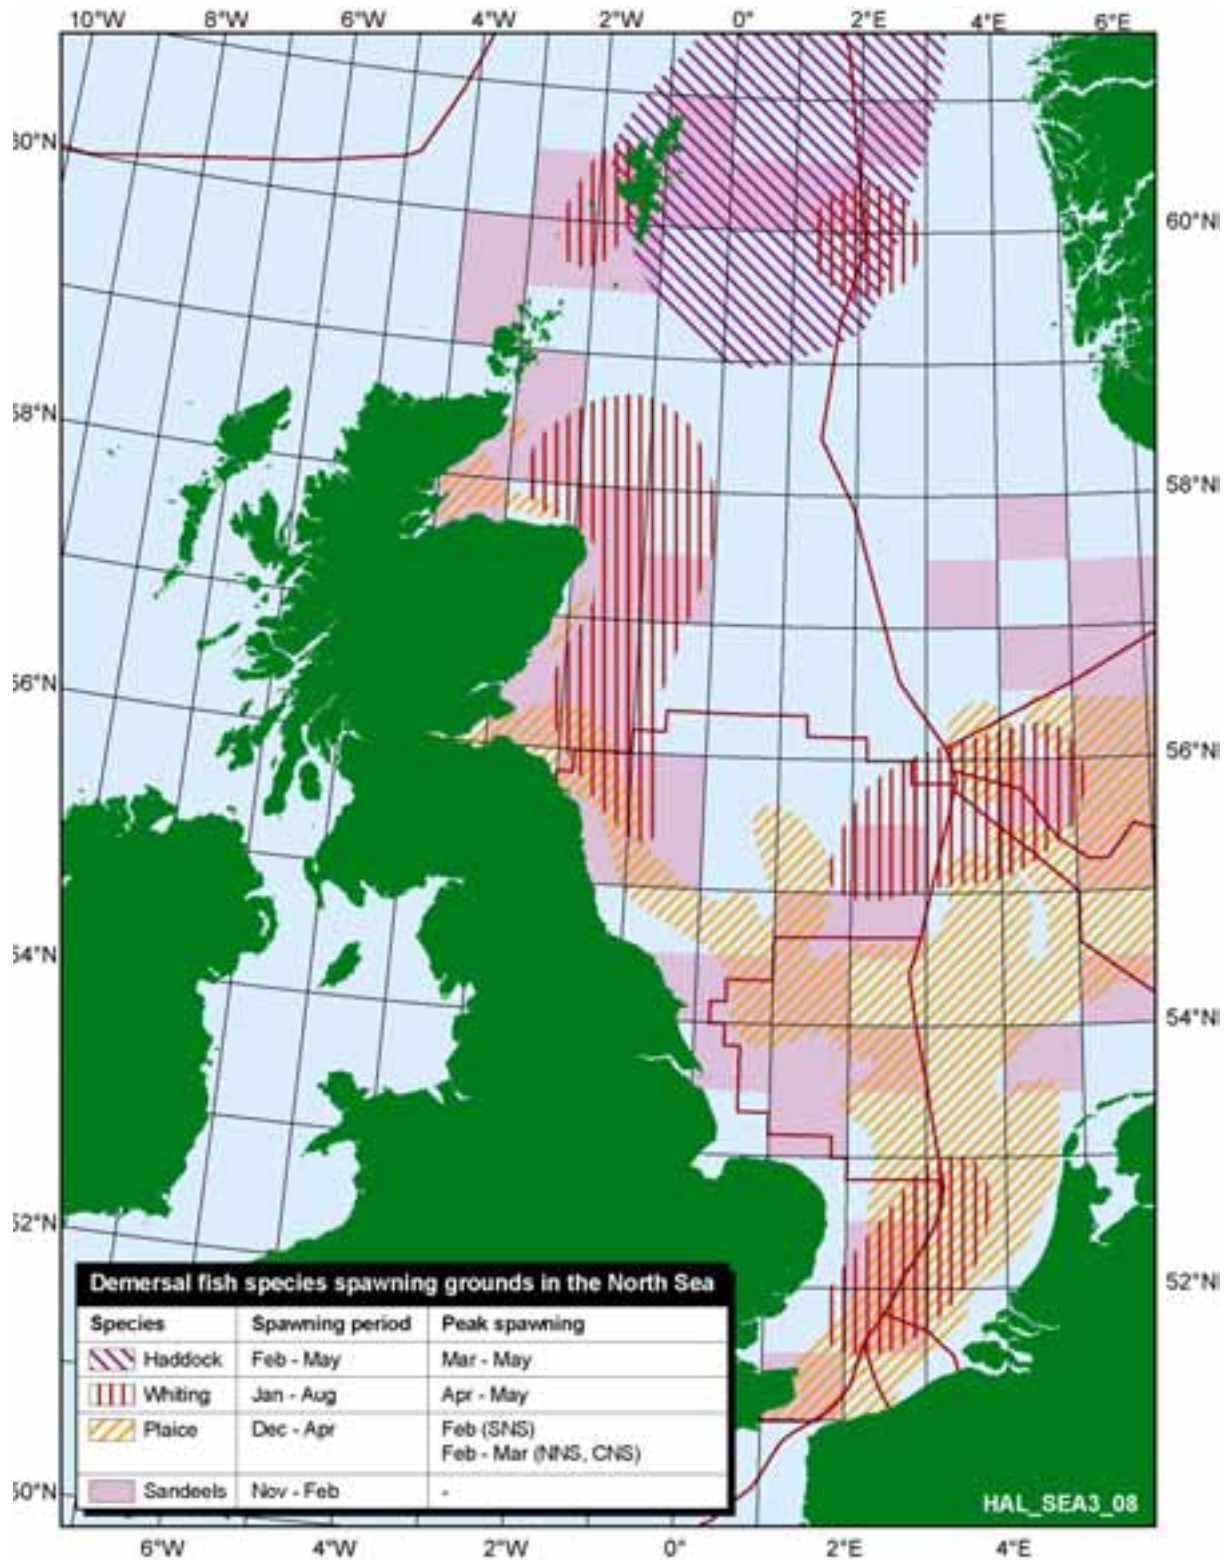 10°W 8°W 6°W 4°W 2°W 0° 2°E 4°E 6°E
60°N
60°N
58°N
58°N
56°N
56°N
54°N
54°N
52°N
52°N
50°N
Demersal fish species spawning grounds in the North Sea
Species Spawning period Peak spawning
Haddock Feb - May Mar - May
Whiting Jan - Aug Apr - May
Plaice Dec - Apr Feb (SNS)
Feb - Mar (NNS, CNS)
Sandeels Nov - Feb -
HAL_SEA3_08
6°W 4°W 2°W 0° 2°E 4°E